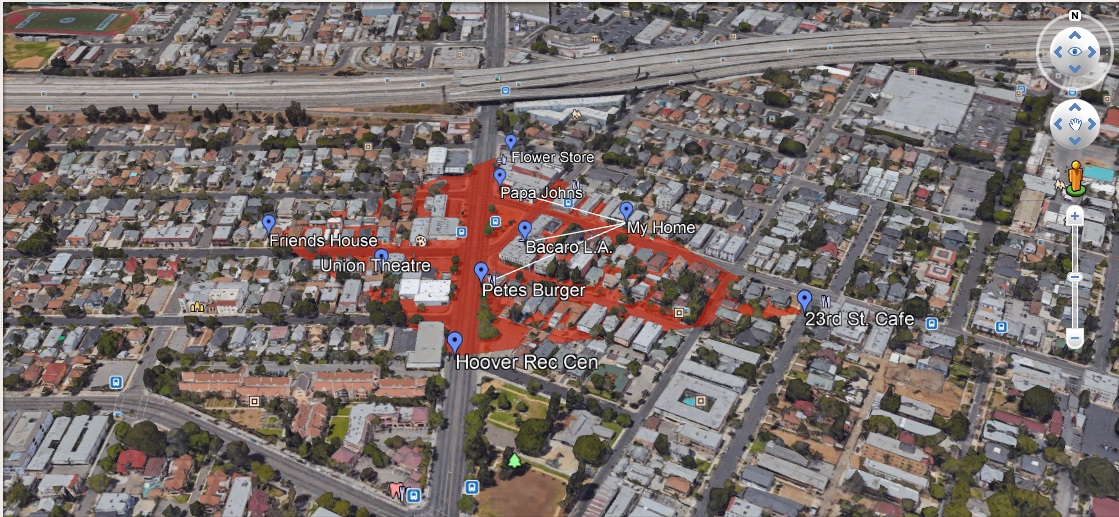 N
Flower Store
Papa Johns
My Home
Friends House
Bacaro L.A.
Union Theatre
Petes Burger
23rd St. Cafe
Hoover Rec Cen